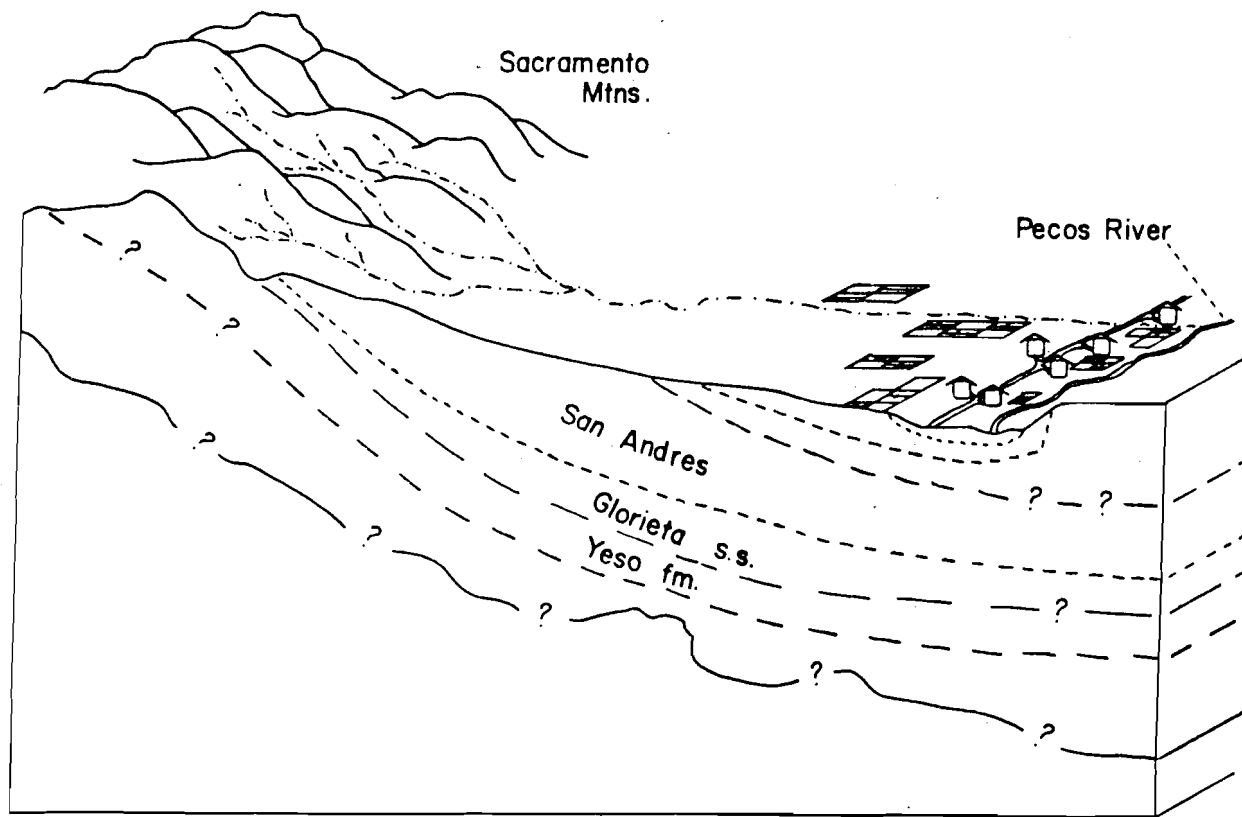 Sacramento
Mtns.
Pecos River
?
?
San Andres
?
? ?
Glorieta s.s.
Yeso fm.
?
?
?
?
?